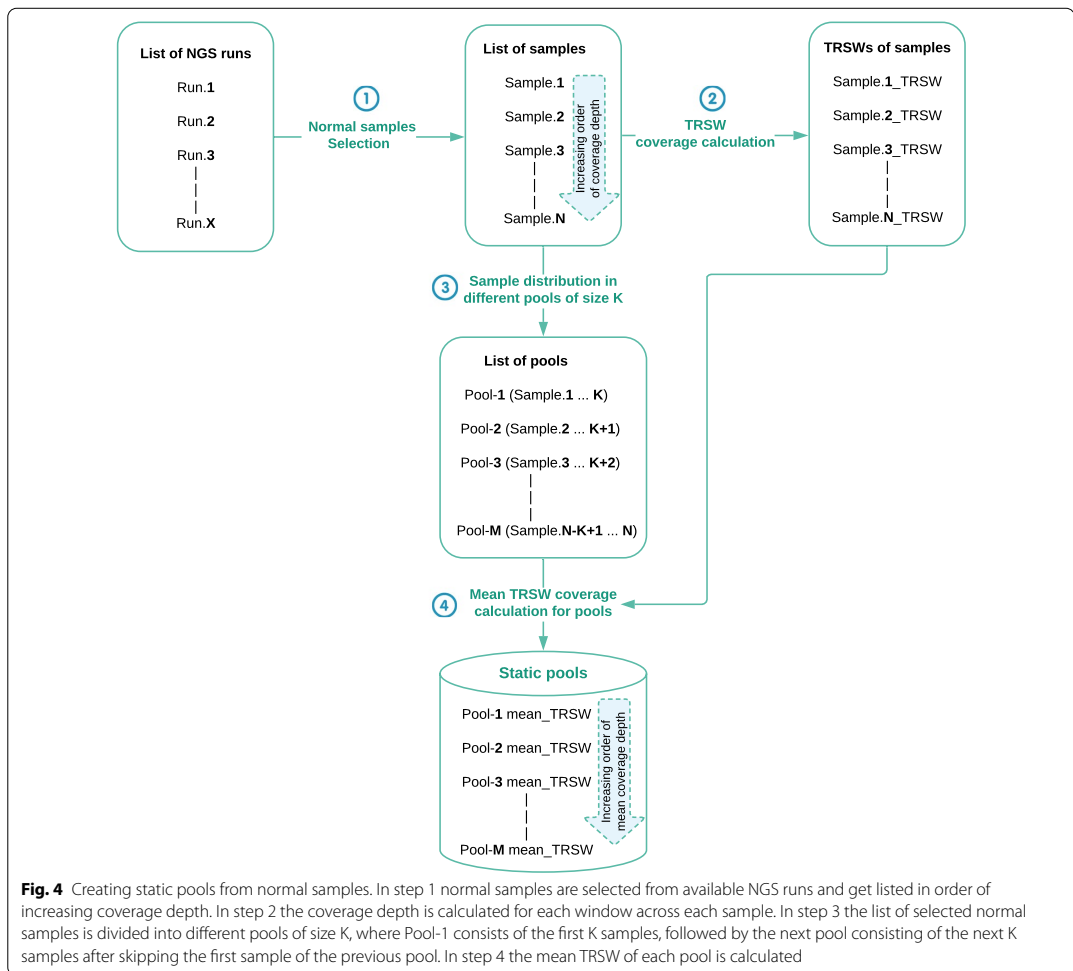 List of NGS runs
Run.1
Run.2
Run.3
Run.X
1
Normal samples
Selection
List of samples
Sample.1
Sample.2
Sample.3
Sample.N
Increasing order
of coverage depth
2
TRSW
coverage calculation
TRSWs of samples
Sample.1_TRSW
Sample.2_TRSW
Sample.3_TRSW
Sample.N_TRSW
3
Sample distribution in
different pools of size K
List of pools
Pool-1 (Sample.1 ... K)
Pool-2 (Sample.2 ... K+1)
Pool-3 (Sample.3 ... K+2)
Pool-M (Sample.N-K+1 ... N)
4
Mean TRSW coverage
calculation for pools
Static pools
Pool-1 mean_TRSW
Pool-2 mean_TRSW
Pool-3 mean_TRSW
Pool-M mean_TRSW
Increasing order of
mean coverage depth
Fig. 4 Creating static pools from normal samples. In step 1 normal samples are selected from available NGS runs and get listed in order of
increasing coverage depth. In step 2 the coverage depth is calculated for each window across each sample. In step 3 the list of selected normal
samples is divided into different pools of size K, where Pool-1 consists of the first K samples, followed by the next pool consisting of the next K
samples after skipping the first sample of the previous pool. In step 4 the mean TRSW of each pool is calculated